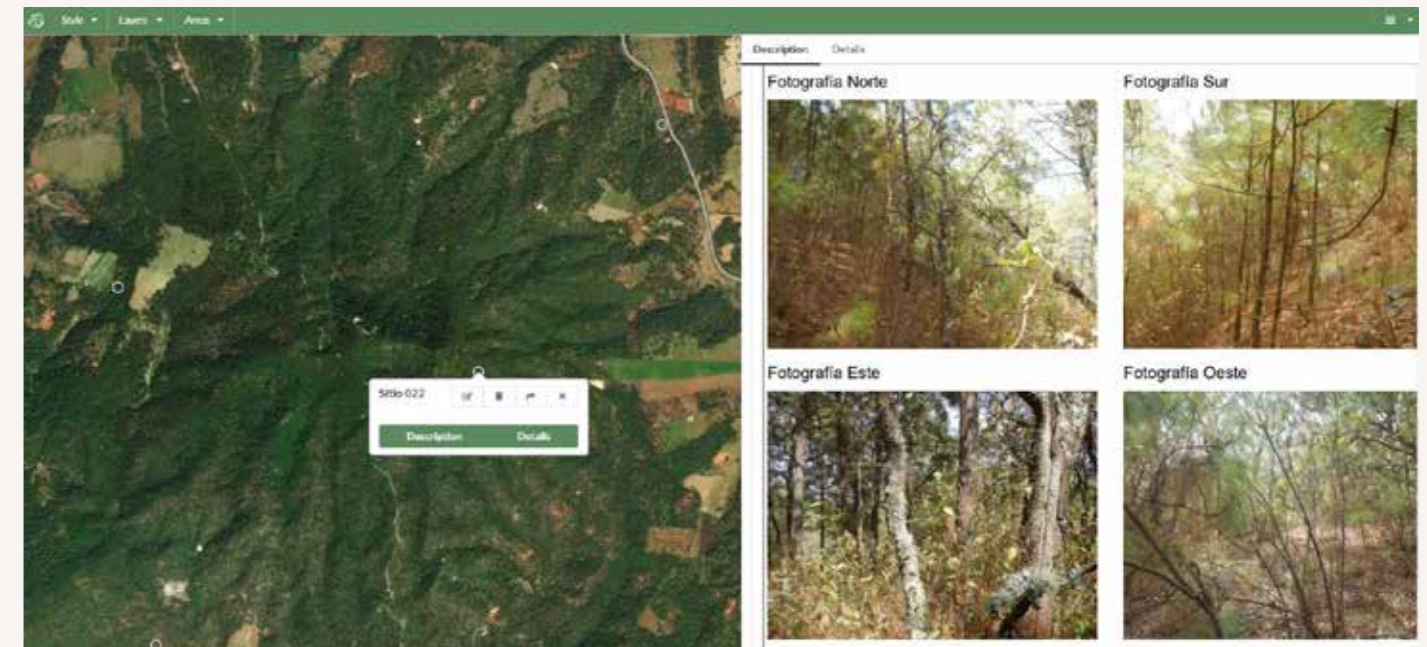 Style Layers Areas
Description Details
Fotografía Norte
Fotografía Sur
Fotografía Este
Fotografía Oeste
Sitio 022
Description Details